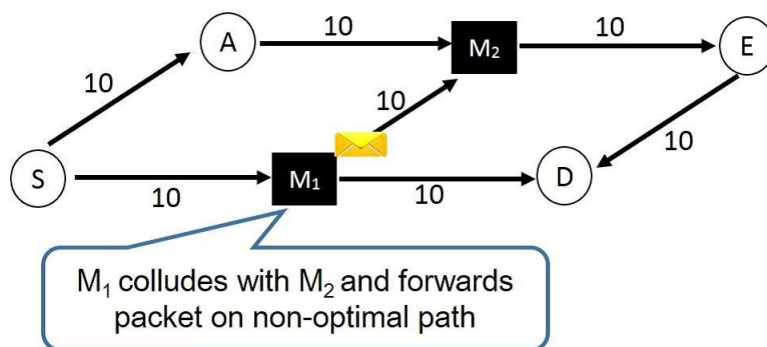 A
10
M₂
10
E
10
10
S
10
M₁
10
D
M₁ colludes with M₂ and forwards
packet on non-optimal path